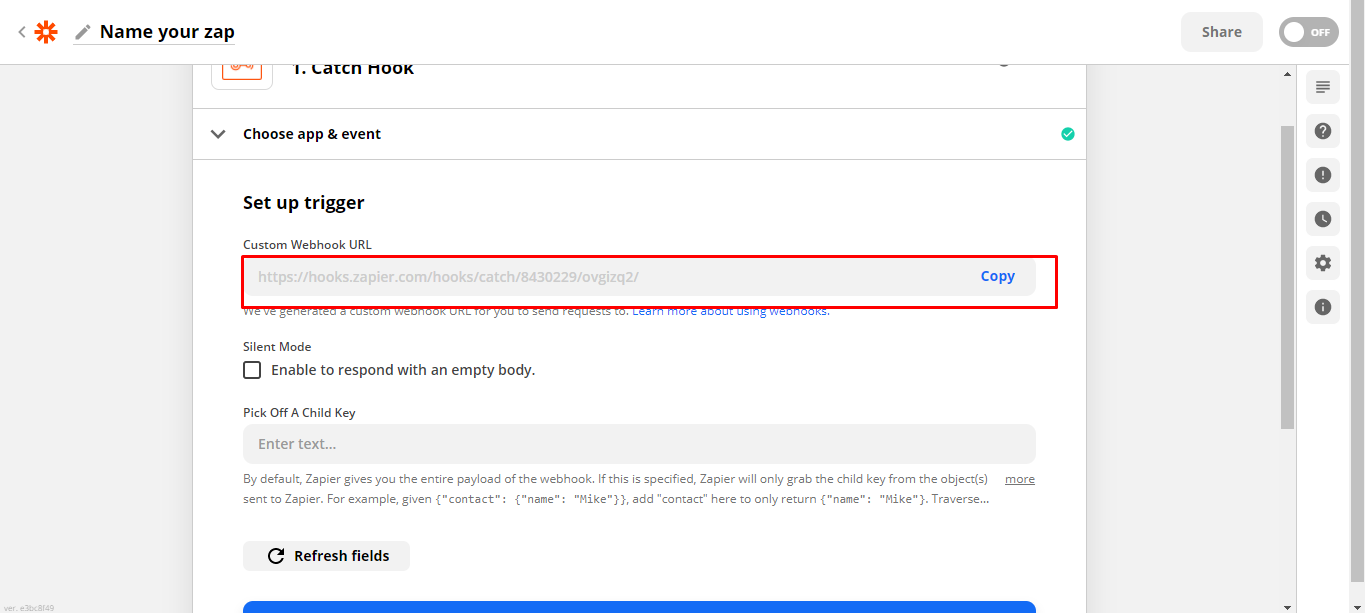 Name your zap
Share
OFF
1. Catch Hook
Choose app & event
Set up trigger
Custom Webhook URL
https://hooks.zapier.com/hooks/catch/8430229/ovgizq2/
Copy
We've generated a custom webhook URL for you to send requests to. Learn more about using webhooks.
Silent Mode
Enable to respond with an empty body.
Pick Off A Child Key
Enter text...
By default, Zapier gives you the entire payload of the webhook. If this is specified, Zapier will only grab the child key from the object(s) more
sent to Zapier. For example, given {"contact": {"name": "Mike"}}, add "contact" here to only return {"name": "Mike"}. Traverse...
Refresh fields
ver. e3bc8f49